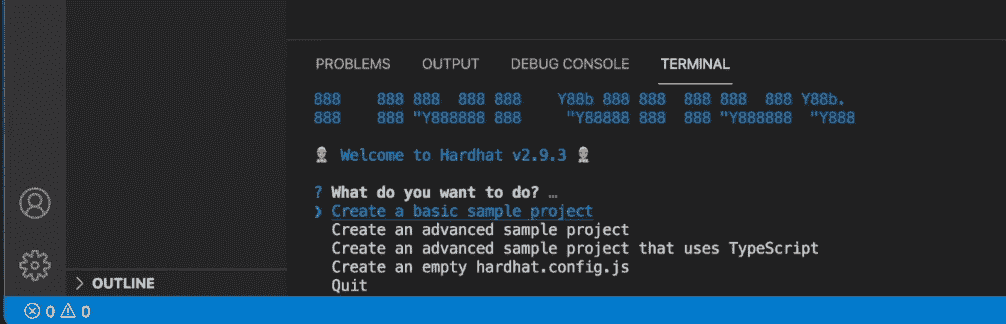 PROBLEMS OUTPUT DEBUG CONSOLE TERMINAL
888    888 888  888 888    Y88b 888 888  888 888  888 Y88b.
888    888 "Y888888 888     "Y88888 888  888 "Y888888  "Y888
Welcome to Hardhat v2.9.3
? What do you want to do? …
❯ Create a basic sample project
Create an advanced sample project
Create an advanced sample project that uses TypeScript
Create an empty hardhat.config.js
Quit
OUTLINE
0 0